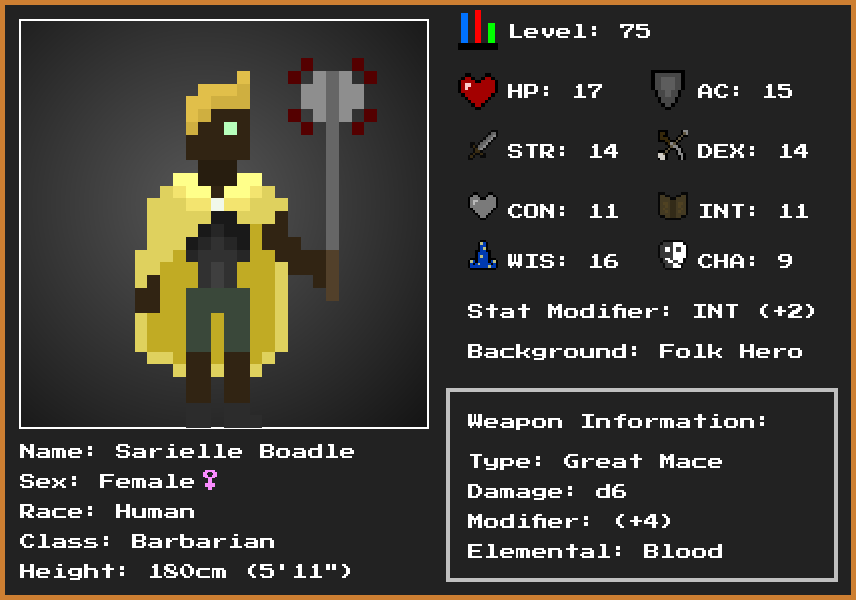 Level: 75
HP: 17
AC: 15
STR: 14
DEX: 14
CON: 11
INT: 11
WIS: 16
CHA: 9
Stat Modifier: INT (+2)
Background: Folk Hero
Weapon Information:
Type: Great Mace
Damage: d6
Modifier: (+4)
Elemental: Blood
Name: Sarielle Boadle
Sex: Female♀
Race: Human
Class: Barbarian
Height: 180cm (5'11")